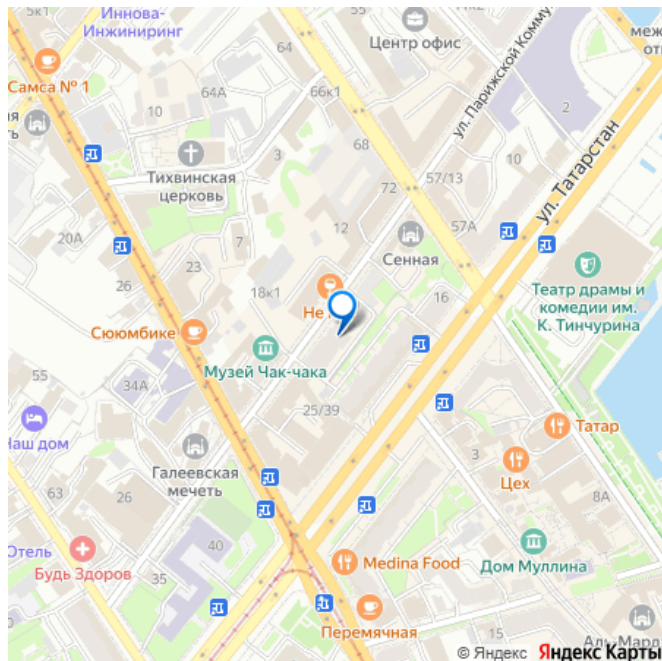 5к1
Иннова-
Инжиниринг
64
Центр офис
Самса № 1
64А
66к1
10
ул. Парижской Комму
2
ул. Татарстан
68
3
Тихвинская
церковь
72
57/13
10
57А
12
7
20А
23
26
Сенная
18к1
16
Театр драмы и
комедии им.
К. Тинчурина
Сююмбике
Музей Чак-чака
34А
55
25/39
Наш дом
Татар
3
Цех
8А
Галеевская
мечеть
63
26
40
Отель
Будь Здоров
35
Medina Food
Дом Муллина
Перемячная
15
Аль-Мард
© Яндекс Яндекс Карты